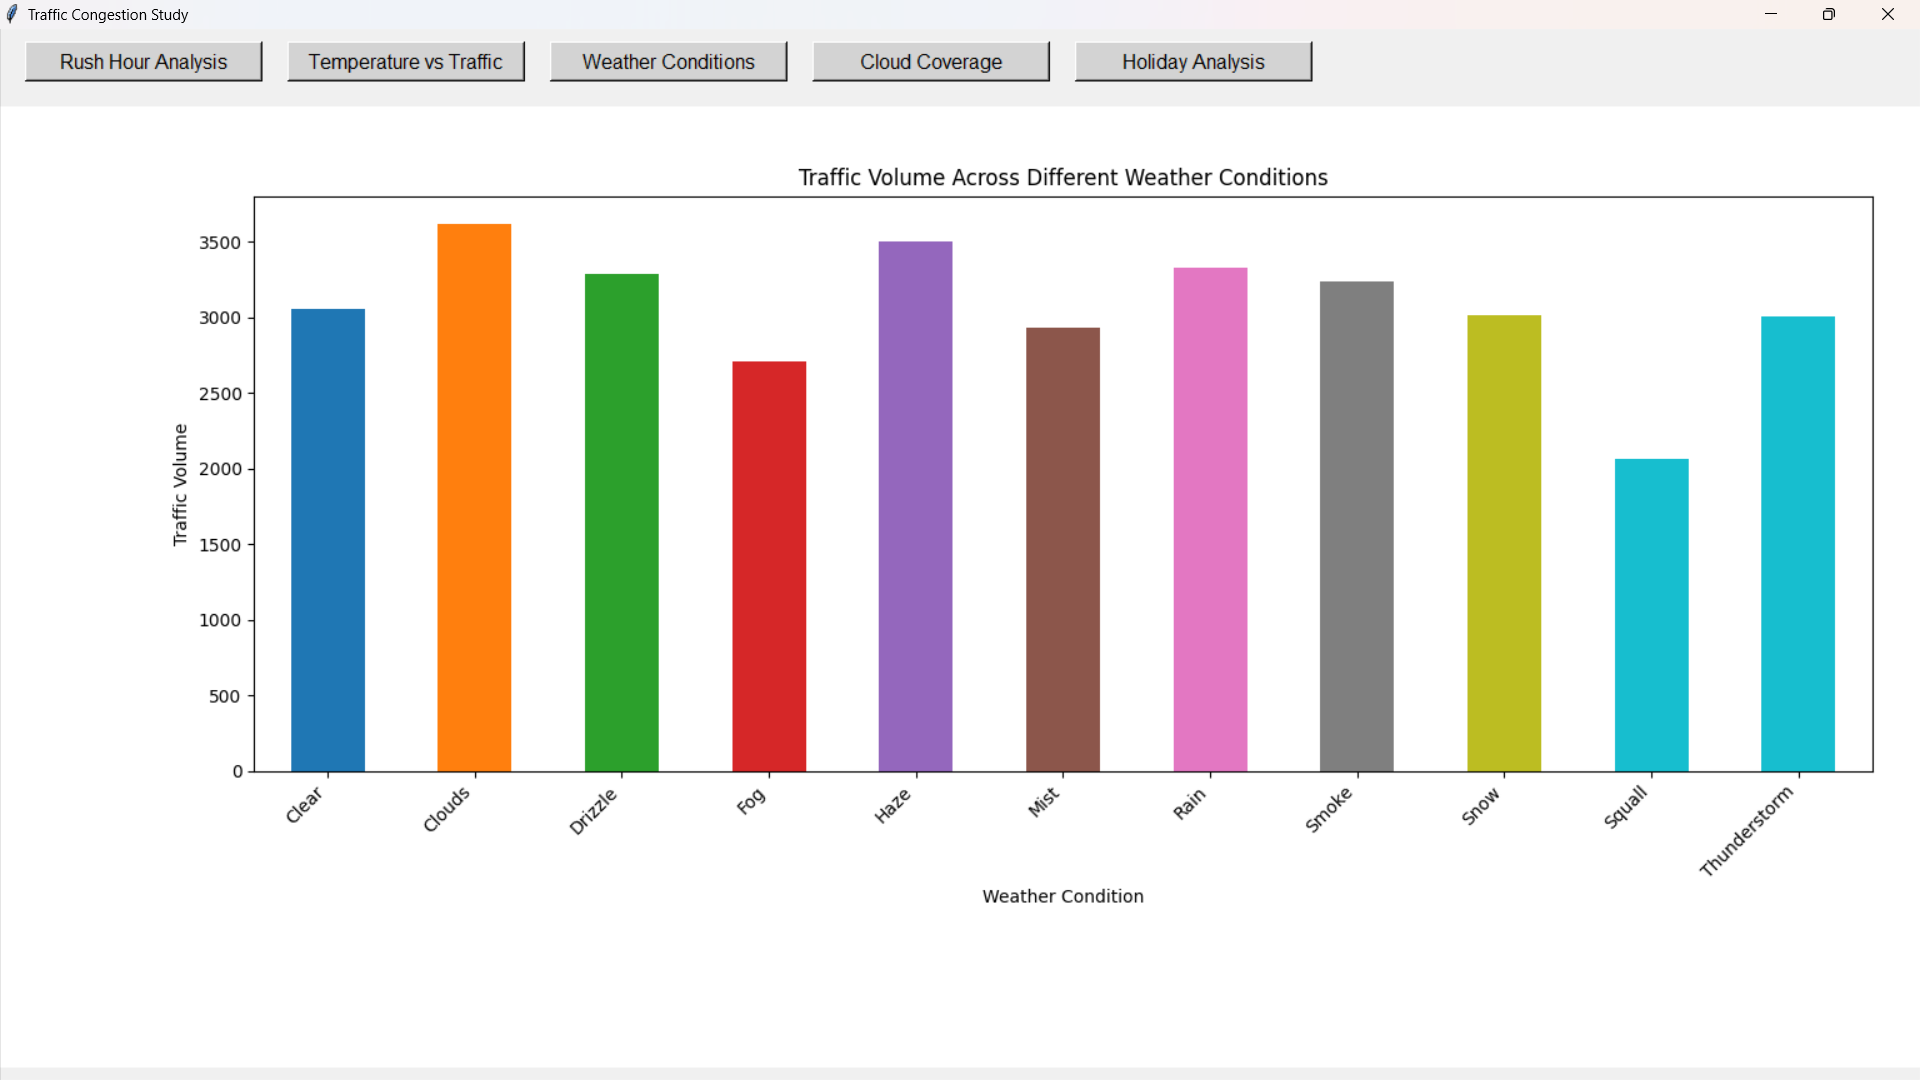 Traffic Congestion Study
Rush Hour Analysis
Temperature vs Traffic
Weather Conditions
Cloud Coverage
Holiday Analysis
Traffic Volume Across Different Weather Conditions
Traffic Volume
3500
3000
2500
2000
1500
1000
500
0
Clear
Clouds
Drizzle
Fog
Haze
Mist
Rain
Smoke
Snow
Squall
Thunderstorm
Weather Condition